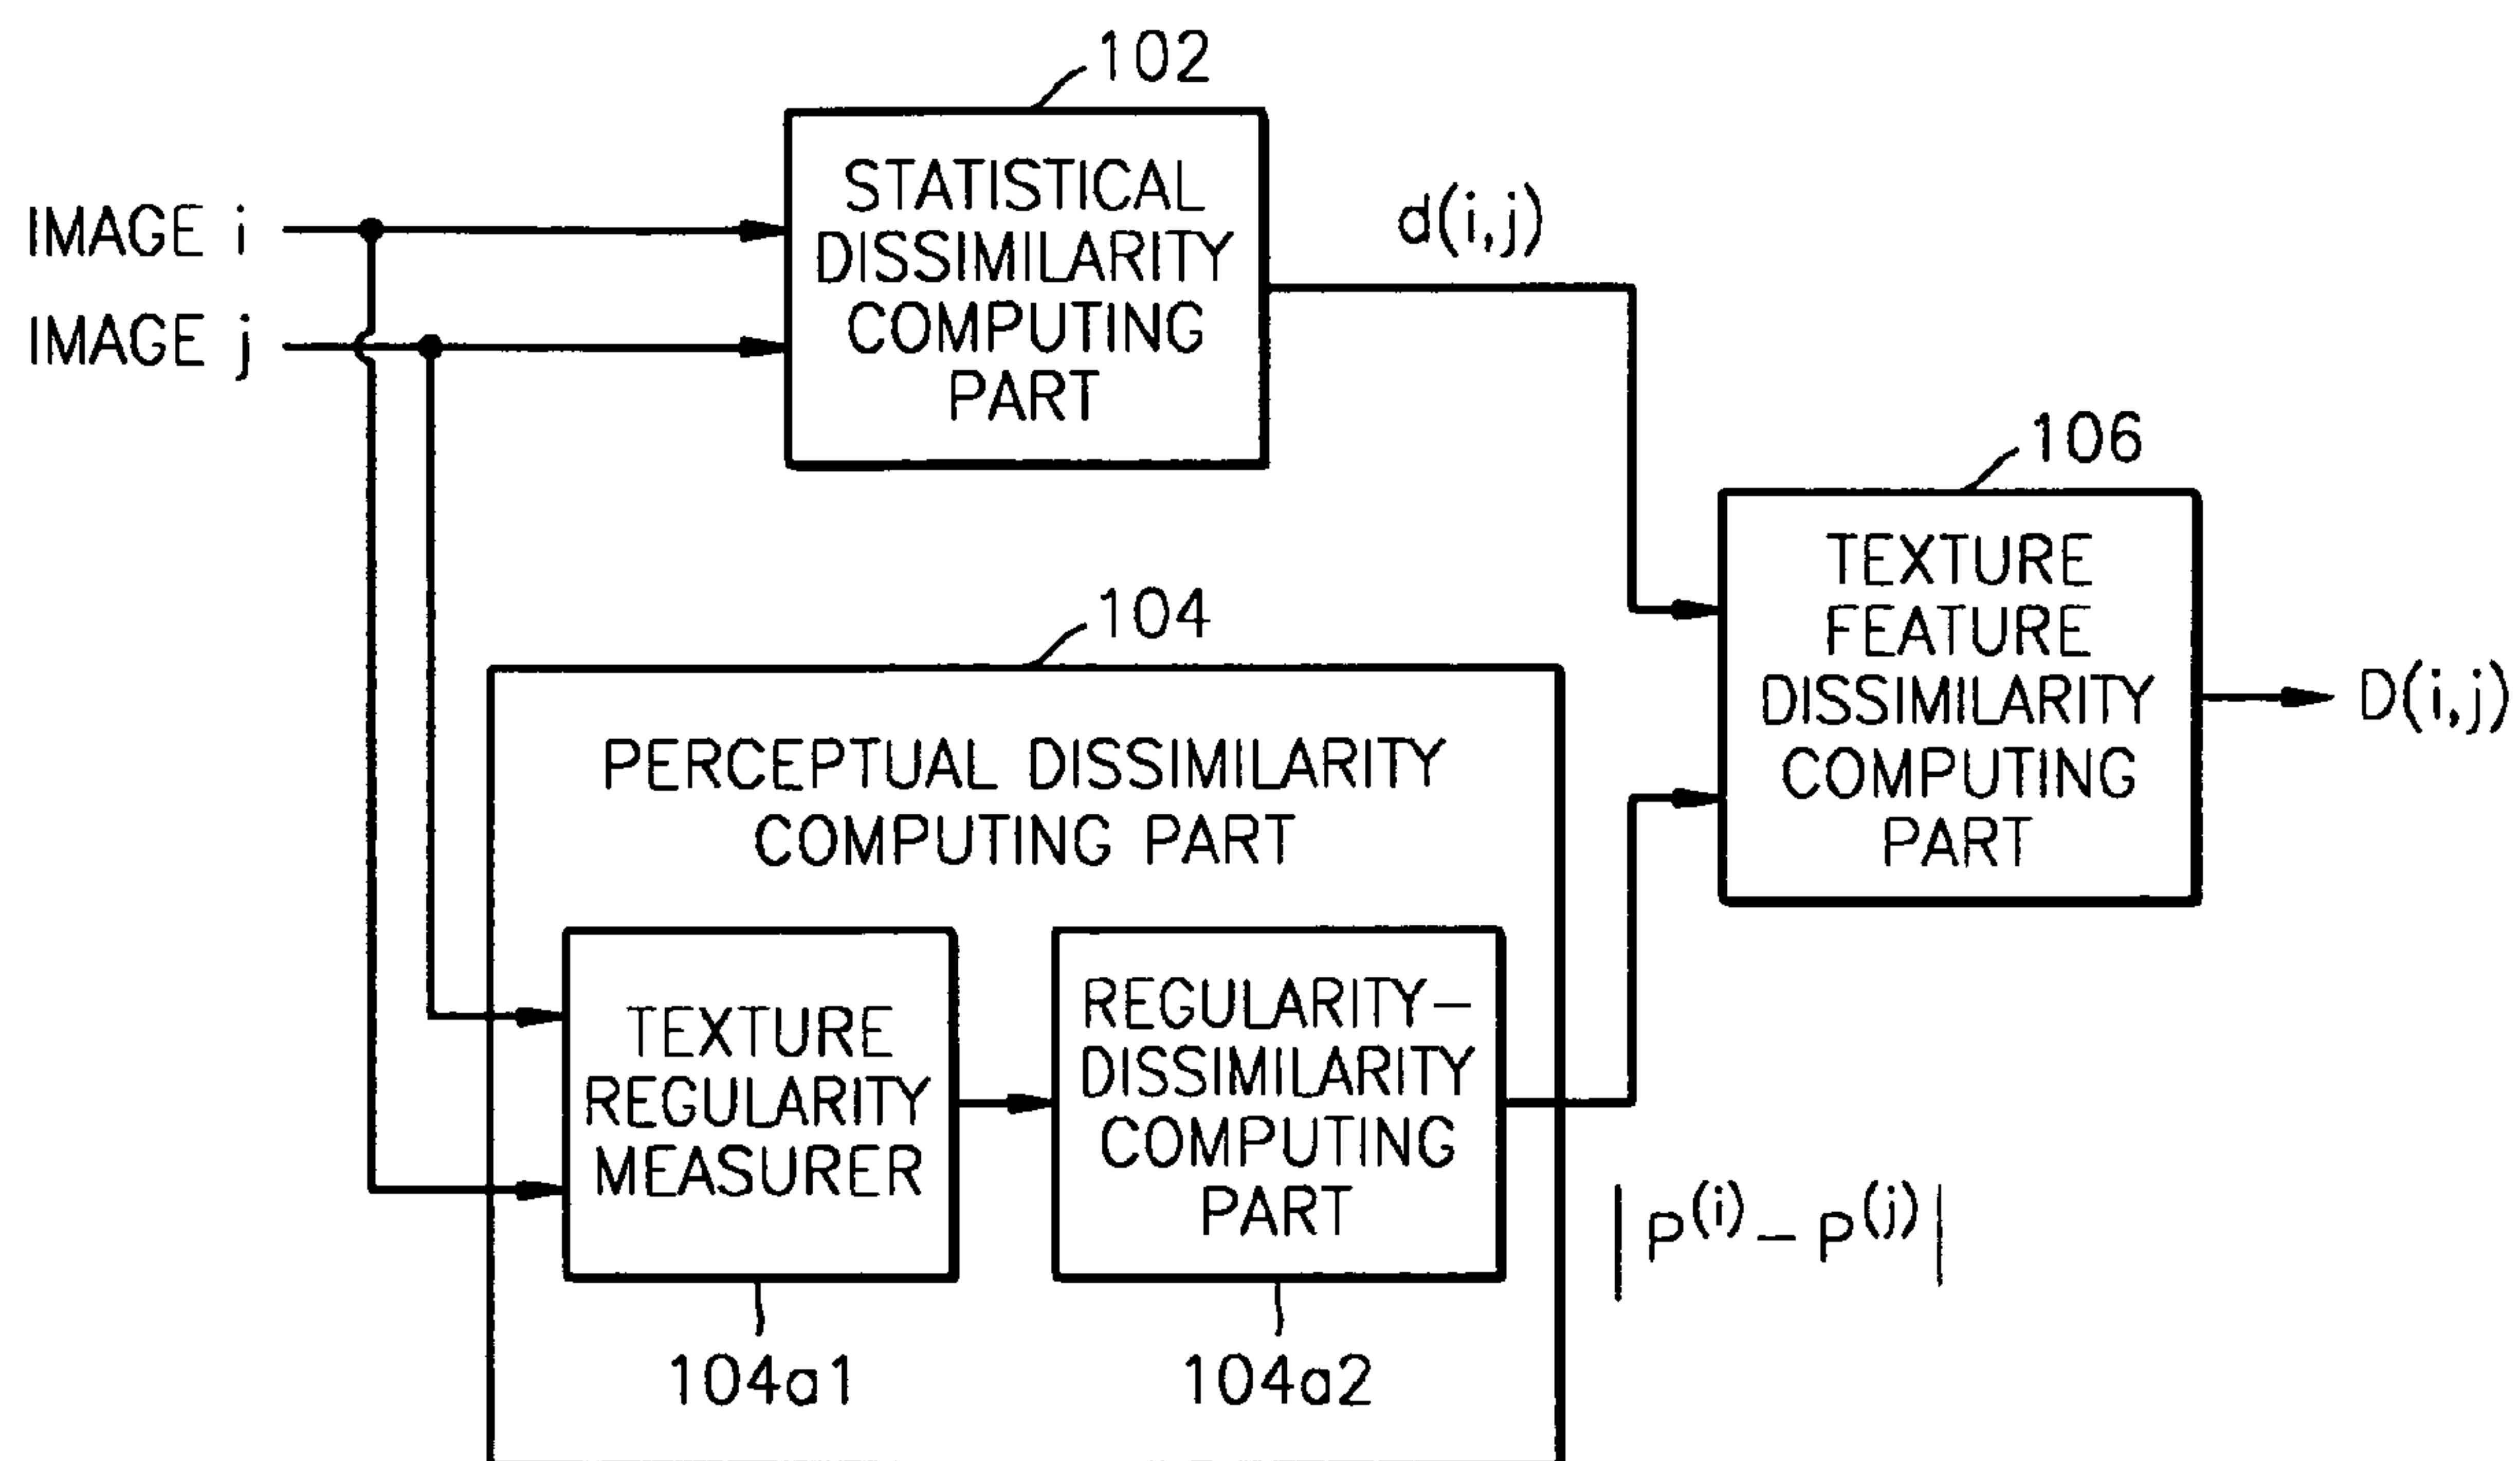 102
STATISTICAL
DISSIMILARITY
COMPUTING
PART
IMAGE i
IMAGE j
d(i,j)
106
TEXTURE
FEATURE
DISSIMILARITY
COMPUTING
PART
D(i,j)
104
PERCEPTUAL DISSIMILARITY
COMPUTING PART
TEXTURE
REGULARITY
MEASURER
REGULARITY-
DISSIMILARITY
COMPUTING
PART
|P(i) – P(j)|
104a1
104a2